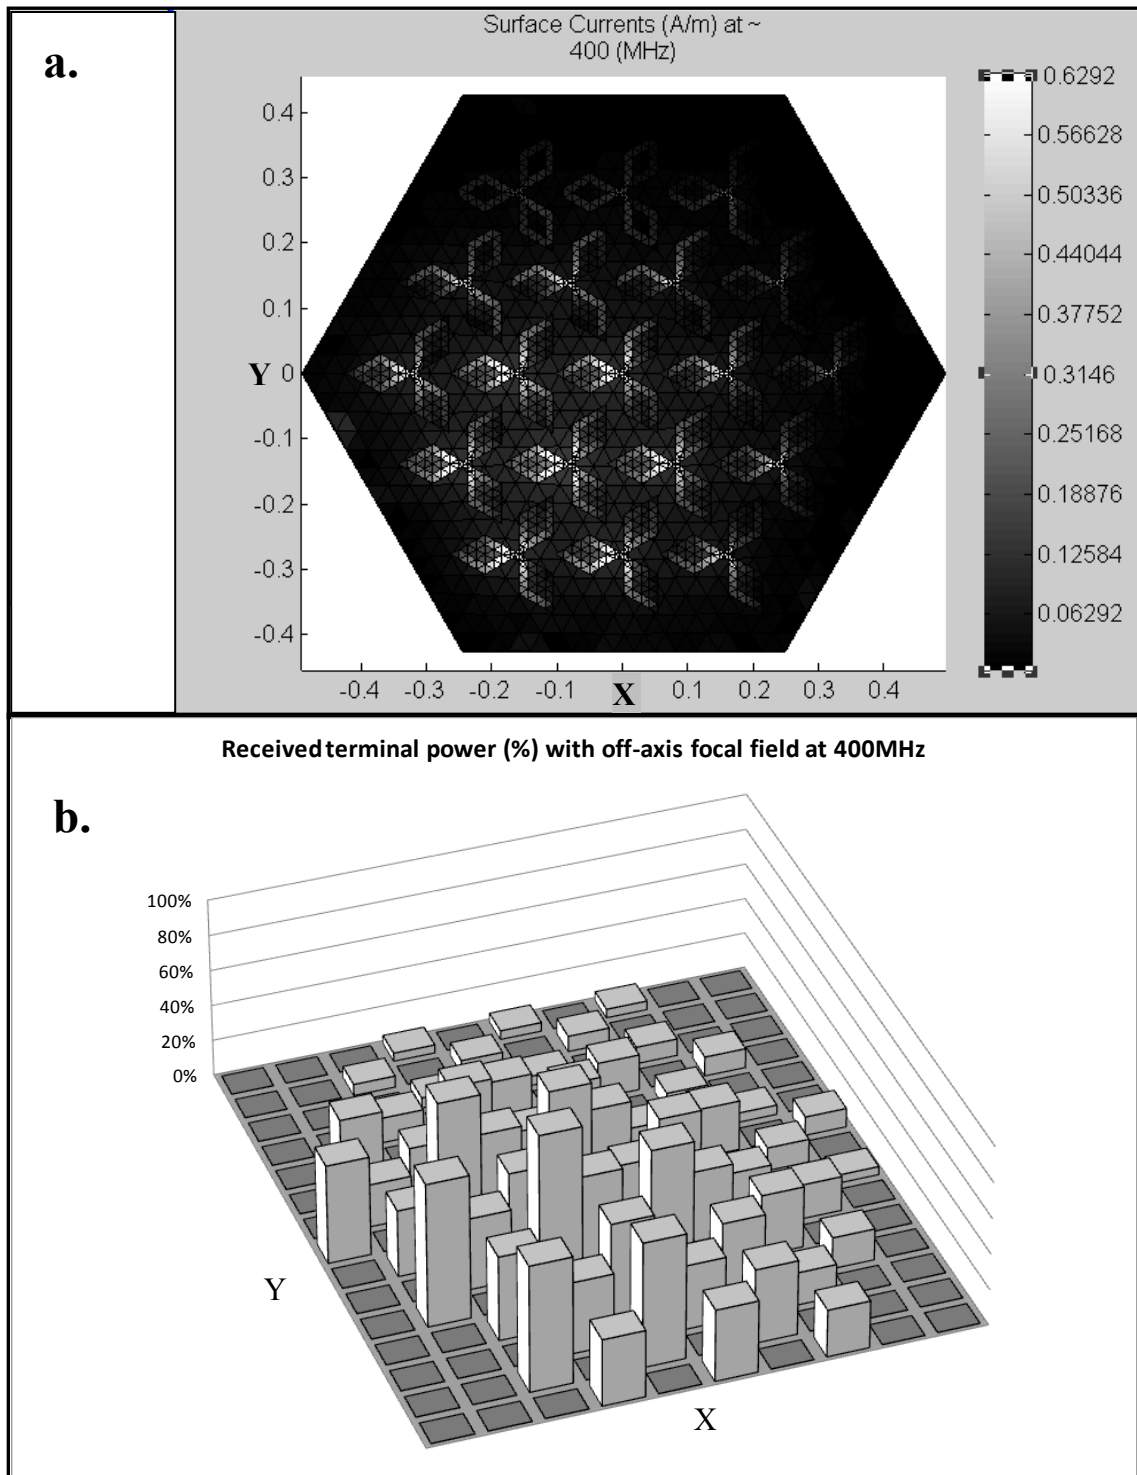 a.
Surface Currents (A/m) at ~
400 (MHz)
0.4
0.3
0.2
0.1
Y 0
-0.1
-0.2
-0.3
-0.4
-0.4 -0.3 -0.2 -0.1 X 0.1 0.2 0.3 0.4
0.6292
0.56628
0.50336
0.44044
0.37752
0.3146
0.25168
0.18876
0.12584
0.06292
Received terminal power (%) with off-axis focal field at 400MHz
b.
100%
80%
60%
40%
20%
0%
Y
X